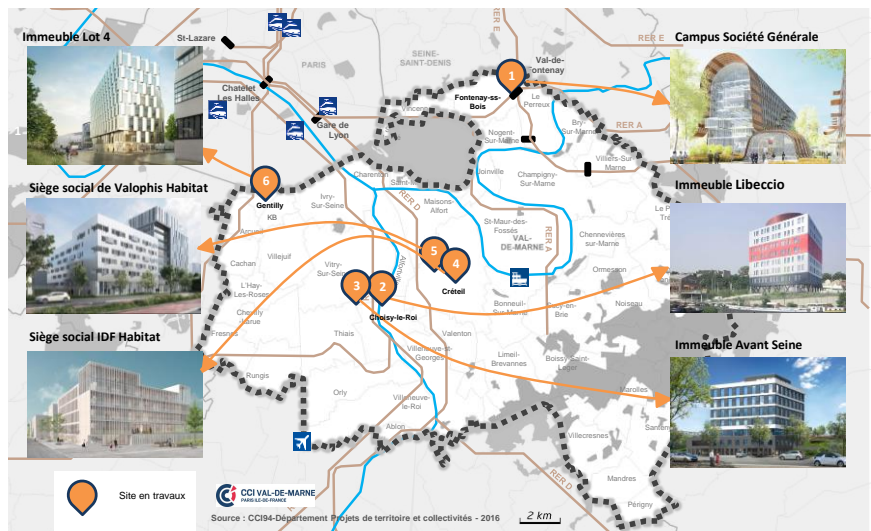 Immeuble Lot 4
Campus Société Générale
St-Lazare
RER E
RER E
SEINE-
SAINT-DENIS
PARIS
Val-de-
Fontenay
Chatêlet
Les Halles
1
Fontenay-ss-
Bois
Le
Perreux
Vincen
Gare de
Lyon
Bry-
Sur-Marne
RER A
Nogent-
Sur-Marne
Villiers-Sur-
Marne
Siège social de Valophis Habitat
6
Gentilly
KB
Charenton
Saint-M
Joinville
Champigny-
Sur-Marne
Immeuble Libeccio
Ivry-
Sur-Seine
Maisons-
Alfort
RER D
Arcueil
St-Maur-des-
Fossés
RER A
VAL-
DE-MARNE
Chennevières
sur-Marne
Cachan
Villejuif
Vitry-
Sur-Seine
Alfortville
5
4
Créteil
Ormesson
L'Haÿ-
Les-Roses
3
2
Choisy-le-Roi
Bonneuil-
Sur-Marne
Noiseau
Chevilly
-Larue
Fresnes
Thiais
Valenton
Siège social IDF Habitat
Immeuble Avant Seine
Villeneuve-st-
Georges
Limeil-
Brevannes
Boissy-Saint-
Leger
Rungis
Orly
Villeneuve-
le-Roi
Marolles
Ablon
Villecresnes
Mandres
Périgny
Site en travaux
CCI VAL-DE-MARNE
PARIS ILE-DE-FRANCE
Source : CCI94-Département Projets de territoire et collectivités - 2016
2 km